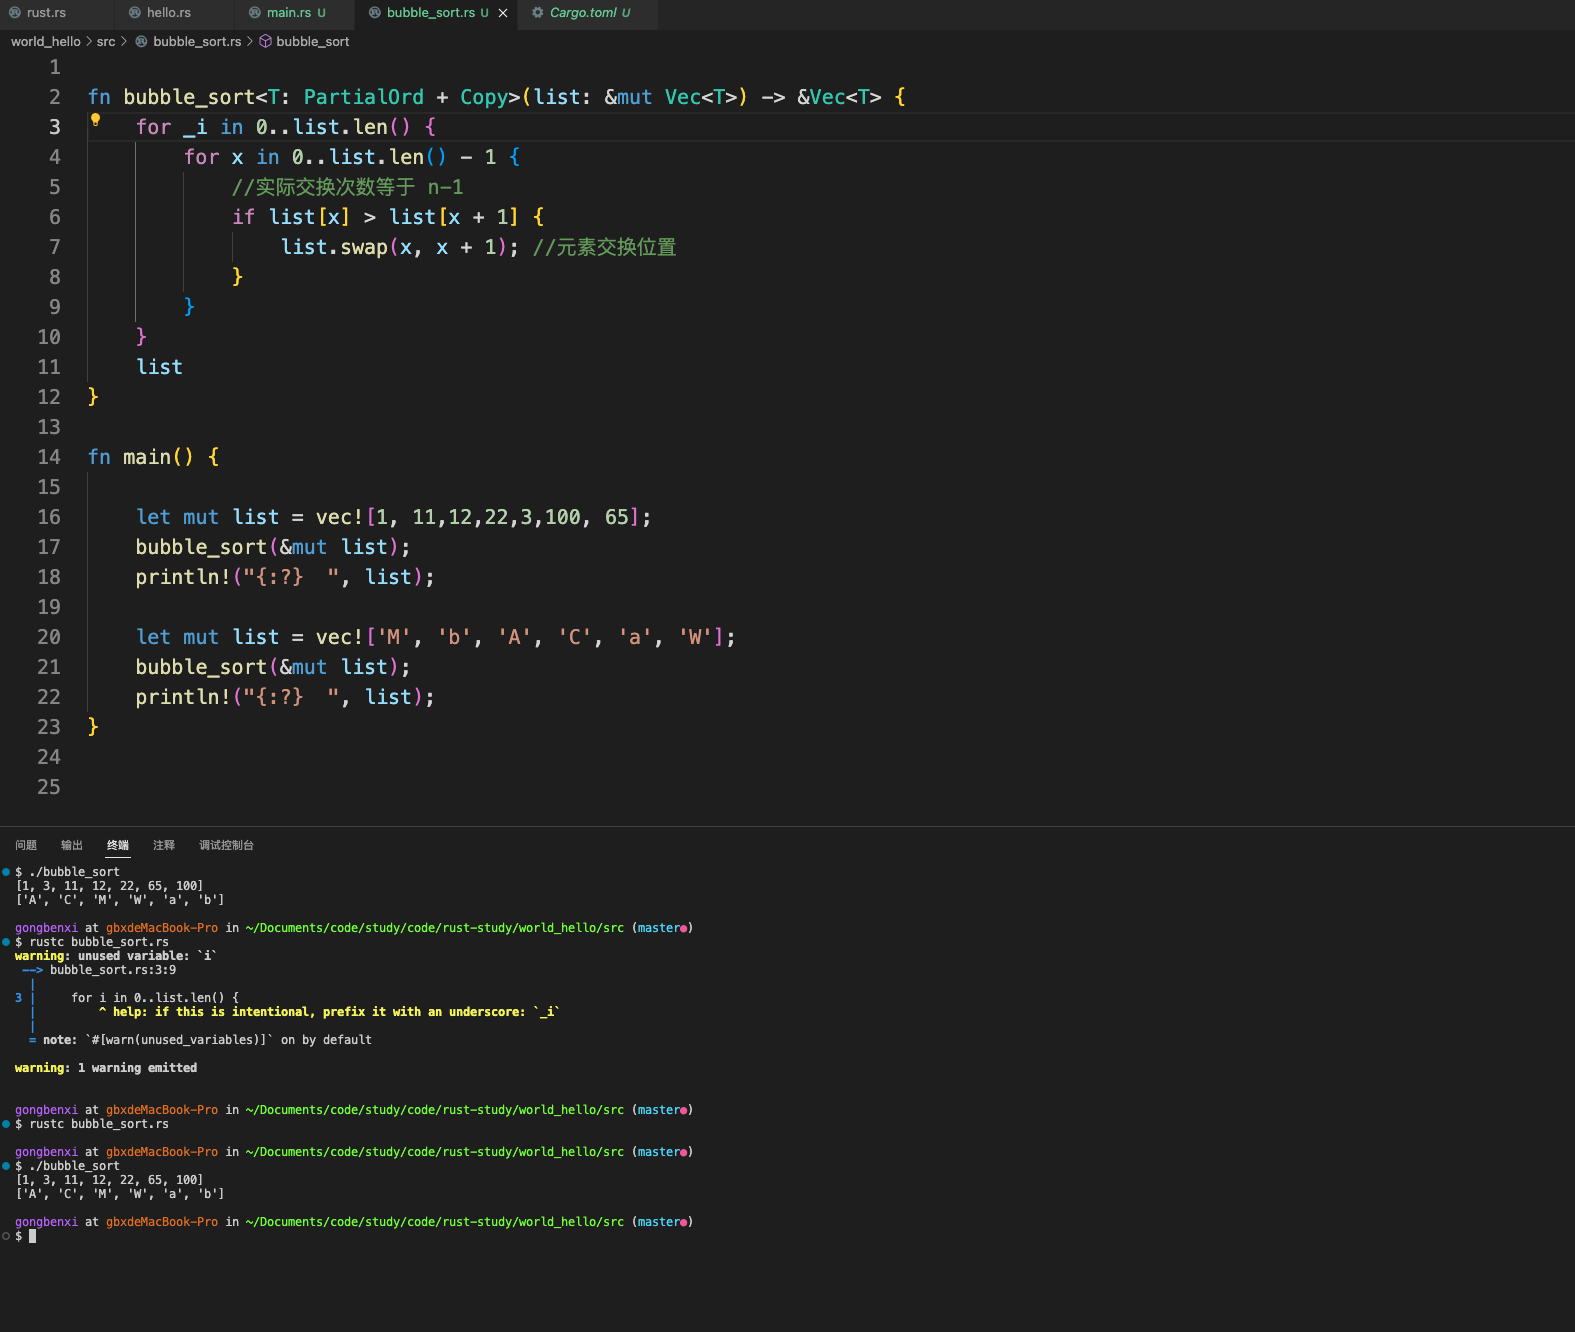 rust.rs hello.rs main.rs U bubble_sort.rs U Cargo.toml U
world_hello > src > bubble_sort.rs > bubble_sort
1
2 fn bubble_sort<T: PartialOrd + Copy>(list: &mut Vec<T>) -> &Vec<T> {
3 for _i in 0..list.len() {
4 for x in 0..list.len() - 1 {
5 //实际交换次数等于 n-1
6 if list[x] > list[x + 1] {
7 list.swap(x, x + 1); //元素交换位置
8 }
9 }
10 }
11 list
12 }
13
14 fn main() {
15
16 let mut list = vec![1, 11,12,22,3,100, 65];
17 bubble_sort(&mut list);
18 println!("{:?}  ", list);
19
20 let mut list = vec!['M', 'b', 'A', 'C', 'a', 'W'];
21 bubble_sort(&mut list);
22 println!("{:?}  ", list);
23 }
24
25
问题 输出 终端 注释 调试控制台
$ ./bubble_sort
[1, 3, 11, 12, 22, 65, 100]
['A', 'C', 'M', 'W', 'a', 'b']
gongbenxi at gbxdeMacBook-Pro in ~/Documents/code/study/code/rust-study/world_hello/src (master●)
$ rustc bubble_sort.rs
warning: unused variable: `i`
--> bubble_sort.rs:3:9
|
3 | for i in 0..list.len() {
| ^ help: if this is intentional, prefix it with an underscore: `_i`
|
= note: `#[warn(unused_variables)]` on by default
warning: 1 warning emitted
gongbenxi at gbxdeMacBook-Pro in ~/Documents/code/study/code/rust-study/world_hello/src (master●)
$ rustc bubble_sort.rs
gongbenxi at gbxdeMacBook-Pro in ~/Documents/code/study/code/rust-study/world_hello/src (master●)
$ ./bubble_sort
[1, 3, 11, 12, 22, 65, 100]
['A', 'C', 'M', 'W', 'a', 'b']
gongbenxi at gbxdeMacBook-Pro in ~/Documents/code/study/code/rust-study/world_hello/src (master●)
$